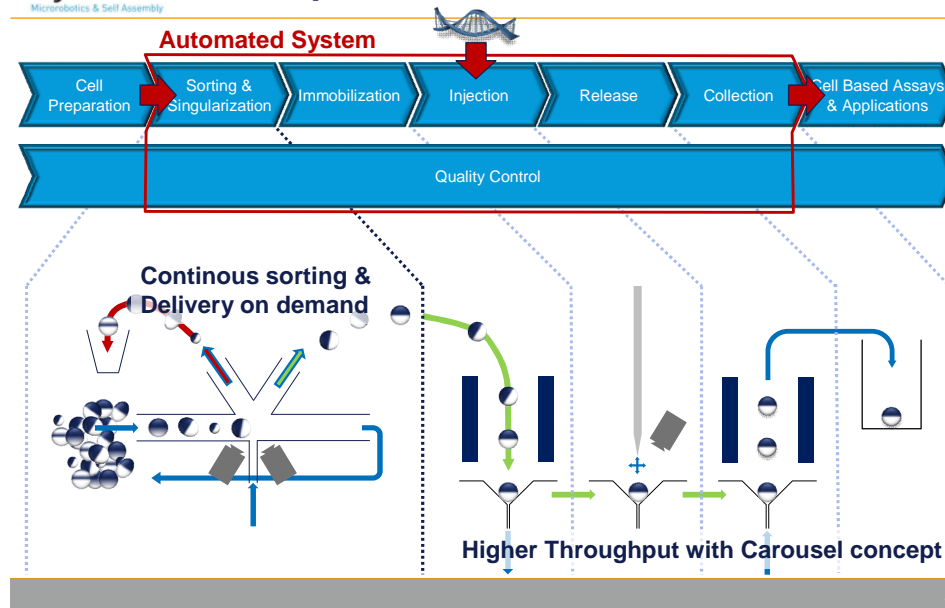 Microrobotics & Self Assembly
Automated System
Cell
Preparation
Sorting &
Singularization
Immobilization
Injection
Release
Collection
Cell Based Assays
& Applications
Quality Control
Continous sorting &
Delivery on demand
Higher Throughput with Carousel concept